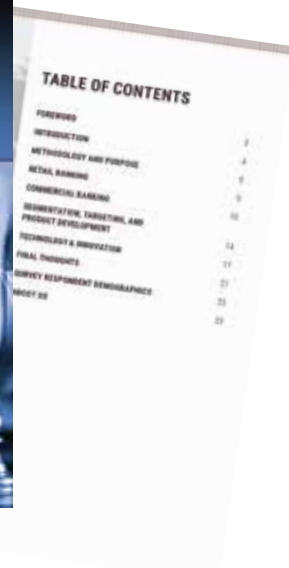 TABLE OF CONTENTS
FOREWORD
INTRODUCTION
METHODOLOGY AND PURPOSE
RETAIL BANKING
COMMERCIAL BANKING
SEGMENTATION, TARGETING, AND
PRODUCT DEVELOPMENT
TECHNOLOGY & INNOVATION
FINAL THOUGHTS
SURVEY RESPONDENT DEMOGRAPHICS
ABOUT US